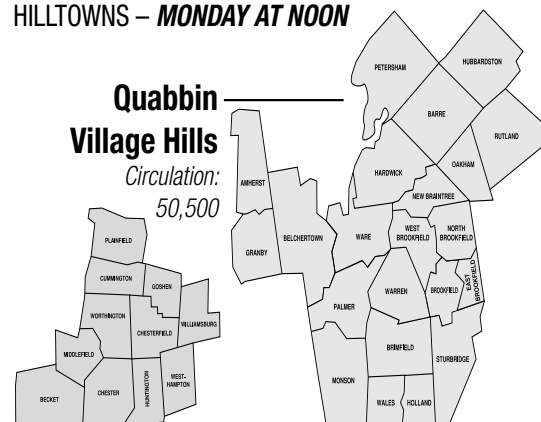 HILLTOWNS – MONDAY AT NOON
Quabbin
Village Hills
Circulation:
50,500
PETERSHAM
HUBBARDSTON
BARRE
RUTLAND
OAKHAM
HARDWICK
NEW BRAINTREE
AMHERST
BELCHERTOWN
GRANBY
WARE
WEST
BROOKFIELD
NORTH
BROOKFIELD
EAST
BROOKFIELD
BROOKFIELD
WARREN
PALMER
BRIMFIELD
STURBRIDGE
MONSON
WALES
HOLLAND
PLAINFIELD
CUMMINGTON
GOSHEN
WORTHINGTON
CHESTERFIELD
WILLIAMSBURG
MIDDLEFIELD
HUNTINGTON
WEST-
HAMPTON
BECKET
CHESTER